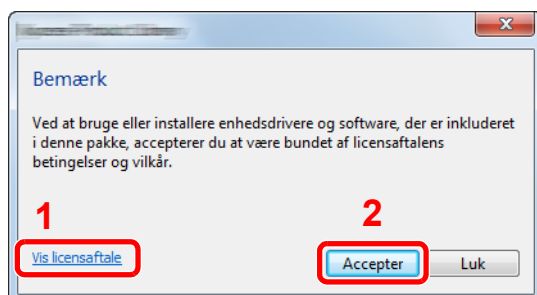 Bemærk
Ved at bruge eller installere enhedsdrivere og software, der er inkluderet
i denne pakke, accepterer du at være bundet af licensaftalens
betingelser og vilkår.
1
2
Vis licensaftale
Accepter
Luk